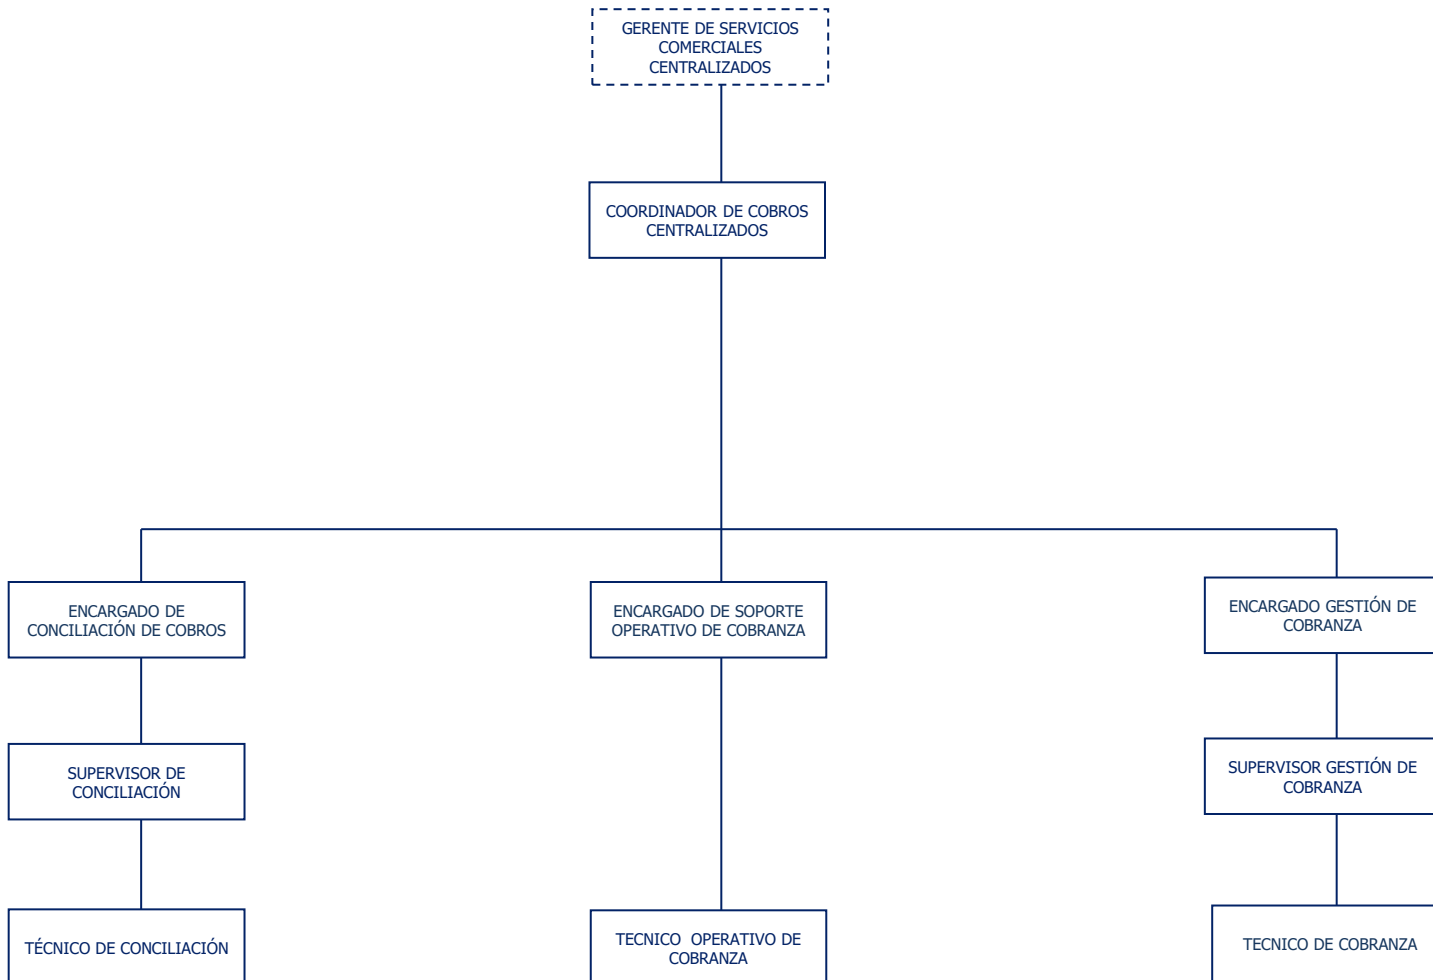 GERENTE DE SERVICIOS
COMERCIALES
CENTRALIZADOS
COORDINADOR DE COBROS
CENTRALIZADOS
ENCARGADO DE
CONCILIACIÓN DE COBROS
ENCARGADO DE SOPORTE
OPERATIVO DE COBRANZA
ENCARGADO GESTIÓN DE
COBRANZA
SUPERVISOR DE
CONCILIACIÓN
SUPERVISOR GESTIÓN DE
COBRANZA
TÉCNICO DE CONCILIACIÓN
TECNICO  OPERATIVO DE
COBRANZA
TECNICO DE COBRANZA